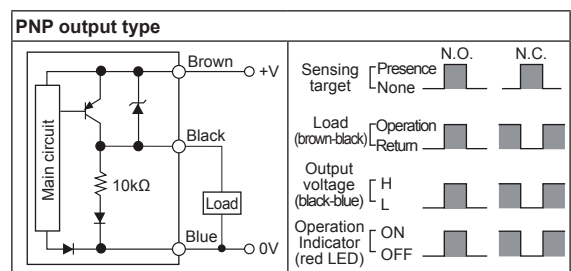 PNP output type
Main circuit
10kΩ
Brown
+V
Black
Load
Blue
0V
N.O. N.C.
Sensing target Presence None
Load (brown-black) Operation Return
Output voltage (black-blue) H L
Operation Indicator (red LED) ON OFF